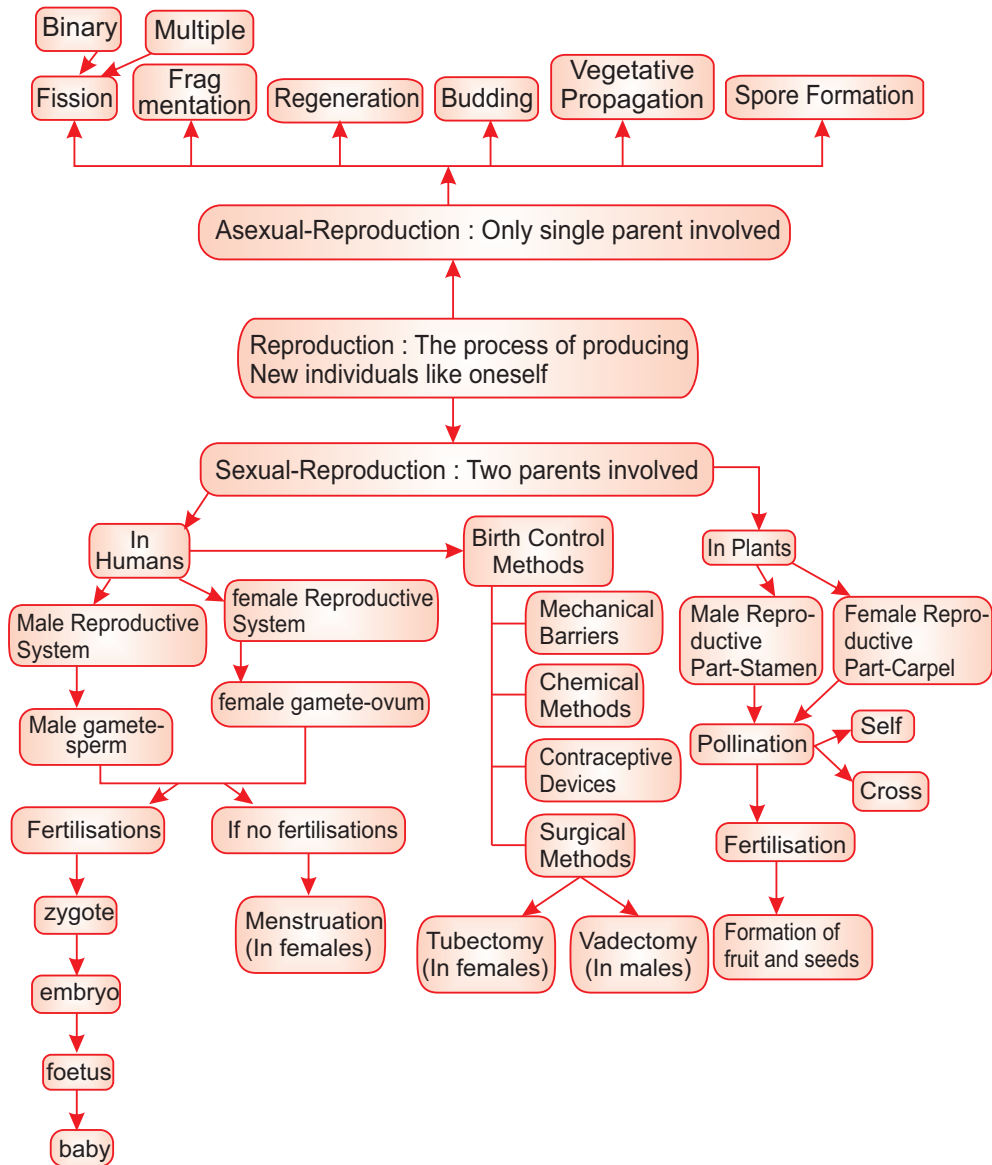 Binary
Multiple
Fission
Frag
mentation
Regeneration
Budding
Vegetative
Propagation
Spore Formation
Asexual-Reproduction : Only single parent involved
Reproduction : The process of producing
New individuals like oneself
Sexual-Reproduction : Two parents involved
In
Humans
Birth Control
Methods
In Plants
Male Reproductive
System
female Reproductive
System
Mechanical
Barriers
Male Repro-
ductive
Part-Stamen
Female Repro-
ductive
Part-Carpel
Male gamete-
sperm
female gamete-ovum
Chemical
Methods
Pollination
Self
Cross
Contraceptive
Devices
Fertilisations
If no fertilisations
Surgical
Methods
Fertilisation
zygote
Menstruation
(In females)
Tubectomy
(In females)
Vadectomy
(In males)
Formation of
fruit and seeds
embryo
foetus
baby